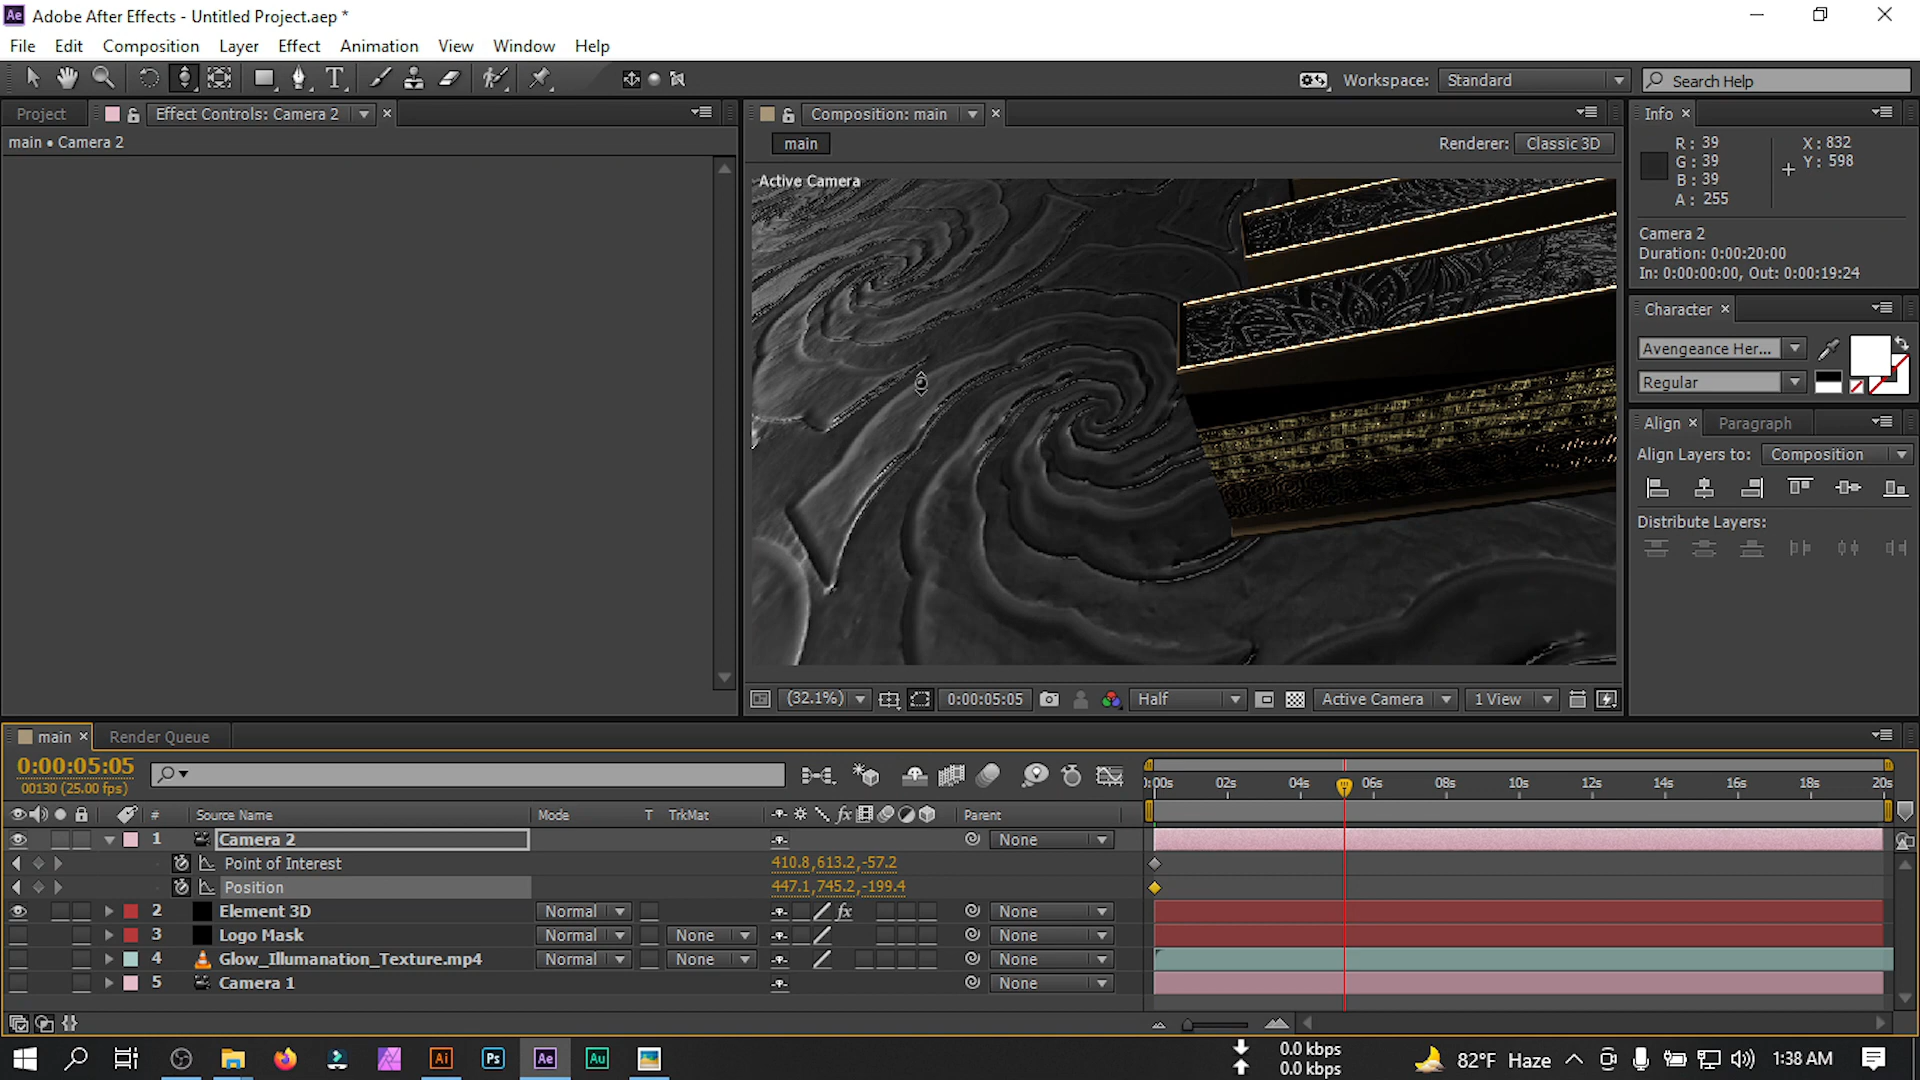 Ae Adobe After Effects - Untitled Project.aep *
File Edit Composition Layer Effect Animation View Window Help
T Workspace: Standard Search Help
Project Effect Controls: Camera 2 ×
main • Camera 2
Composition: main ×
main Renderer: Classic 3D
Active Camera
Info ×
R: 39 X: 832
G: 39 Y: 598
B: 39
A: 255
Camera 2
Duration: 0:00:20:00
In: 0:00:00:00, Out: 0:00:19:24
Character ×
Avengeance Her...
Regular
Align × Paragraph
Align Layers to: Composition
Distribute Layers:
(32.1%) 0:00:05:05 Half Active Camera 1 View
main × Render Queue
0:00:05:05
00130 (25.00 fps)
:00s 02s 04s 06s 08s 10s 12s 14s 16s 18s 20s
# Source Name Mode T TrkMat fx Parent
1 Camera 2 None
Point of Interest 410.8,613.2,-57.2
Position 447.1,745.2,-199.4
2 Element 3D Normal fx None
3 Logo Mask Normal None None
4 Glow_Illumanation_Texture.mp4 Normal None None
5 Camera 1 None
Ai Ps Ae Au
0.0 kbps
0.0 kbps
82°F Haze 1:38 AM